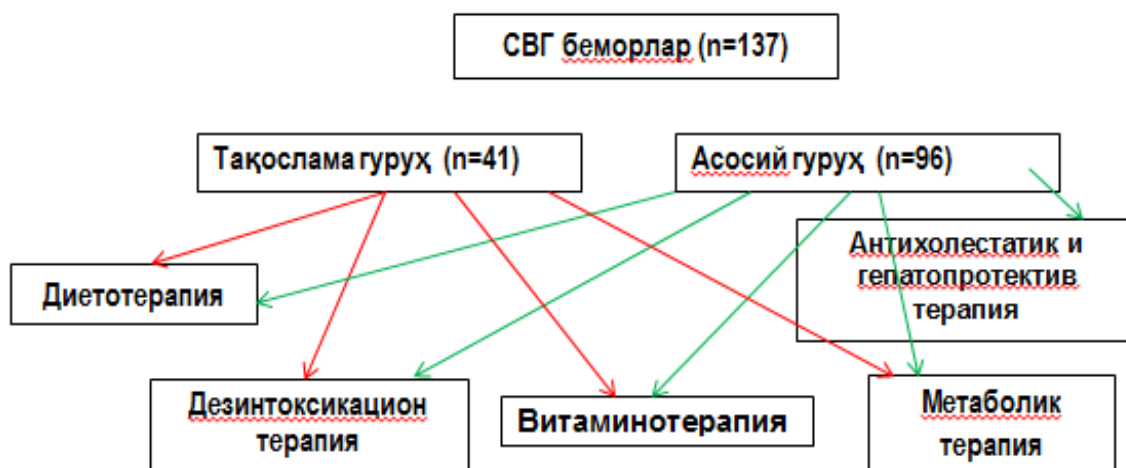 СВГ беморлар (n=137)
Тақослама гуруҳ (n=41)
Асосий гуруҳ (n=96)
Антихолестатик и
гепатопротектив
терапия
Диетотерапия
Дезинтоксикацион
терапия
Витаминотерапия
Метаболик
терапия